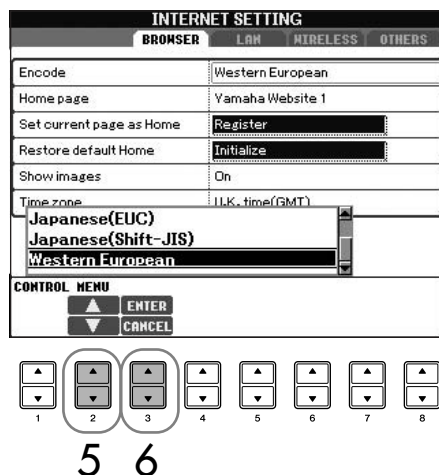 INTERNET SETTING
BROWSER LAN WIRELESS OTHERS
Encode Western European
Home page Yamaha Website 1
Set current page as Home Register
Restore default Home Initialize
Show images On
Time zone U.K. time(GMT)
Japanese(EUC)
Japanese(Shift-JIS)
Western European
CONTROL MENU
ENTER
CANCEL
1 2 3 4 5 6 7 8
5 6